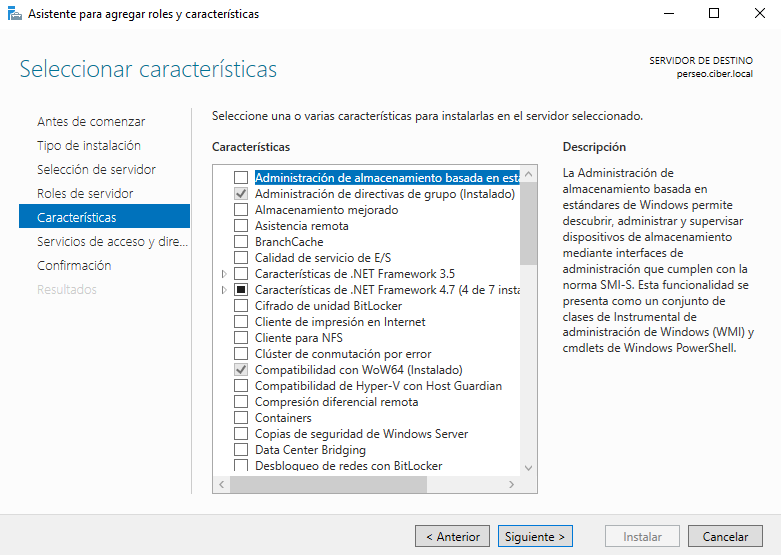 Asistente para agregar roles y características
Seleccionar características
SERVIDOR DE DESTINO
perseo.ciber.local
Antes de comenzar
Tipo de instalación
Selección de servidor
Roles de servidor
Características
Servicios de acceso y dire...
Confirmación
Resultados
Seleccione una o varias características para instalarlas en el servidor seleccionado.
Características
Administración de almacenamiento basada en está
Administración de directivas de grupo (Instalado)
Almacenamiento mejorado
Asistencia remota
BranchCache
Calidad de servicio de E/S
Características de .NET Framework 3.5
Características de .NET Framework 4.7 (4 de 7 insta
Cifrado de unidad BitLocker
Cliente de impresión en Internet
Cliente para NFS
Clúster de conmutación por error
Compatibilidad con WoW64 (Instalado)
Compatibilidad de Hyper-V con Host Guardian
Compresión diferencial remota
Containers
Copias de seguridad de Windows Server
Data Center Bridging
Desbloqueo de redes con BitLocker
Descripción
La Administración de
almacenamiento basada en
estándares de Windows permite
descubrir, administrar y supervisar
dispositivos de almacenamiento
mediante interfaces de
administración que cumplen con la
norma SMI-S. Esta funcionalidad se
presenta como un conjunto de
clases de Instrumental de
administración de Windows (WMI) y
cmdlets de Windows PowerShell.
< Anterior
Siguiente >
Instalar
Cancelar